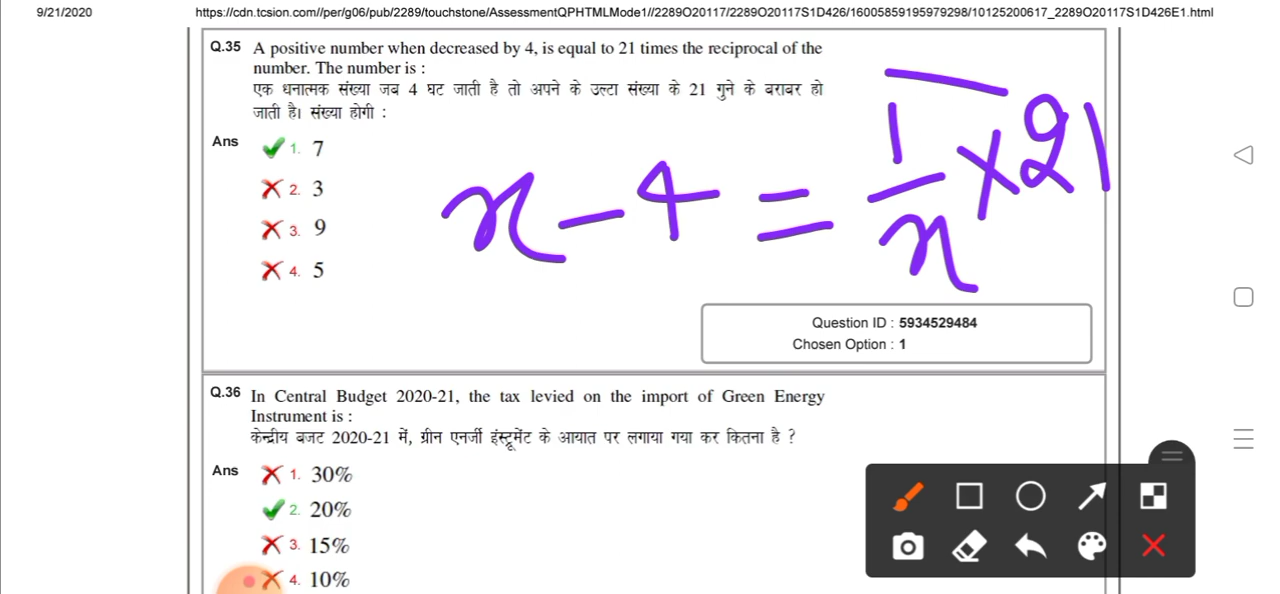 9/21/2020
https://cdn.tcsion.com//per/g06/pub/2289/touchstone/AssessmentQPHTMLMode1//2289O20117/2289O20117S1D426/16005859195979298/10125200617_2289O20117S1D426E1.html
Q.35 A positive number when decreased by 4, is equal to 21 times the reciprocal of the
number. The number is :
एक धनात्मक संख्या जब 4 घट जाती है तो अपने के उल्टा संख्या के 21 गुने के बराबर हो
जाती है। संख्या होगी :
Ans 1. 7
2. 3
3. 9
4. 5
x - 4 = 1/x × 21
Question ID : 5934529484
Chosen Option : 1
Q.36 In Central Budget 2020-21, the tax levied on the import of Green Energy
Instrument is :
केन्द्रीय बजट 2020-21 में, ग्रीन एनर्जी इंस्ट्रूमेंट के आयात पर लगाया गया कर कितना है ?
Ans 1. 30%
2. 20%
3. 15%
4. 10%